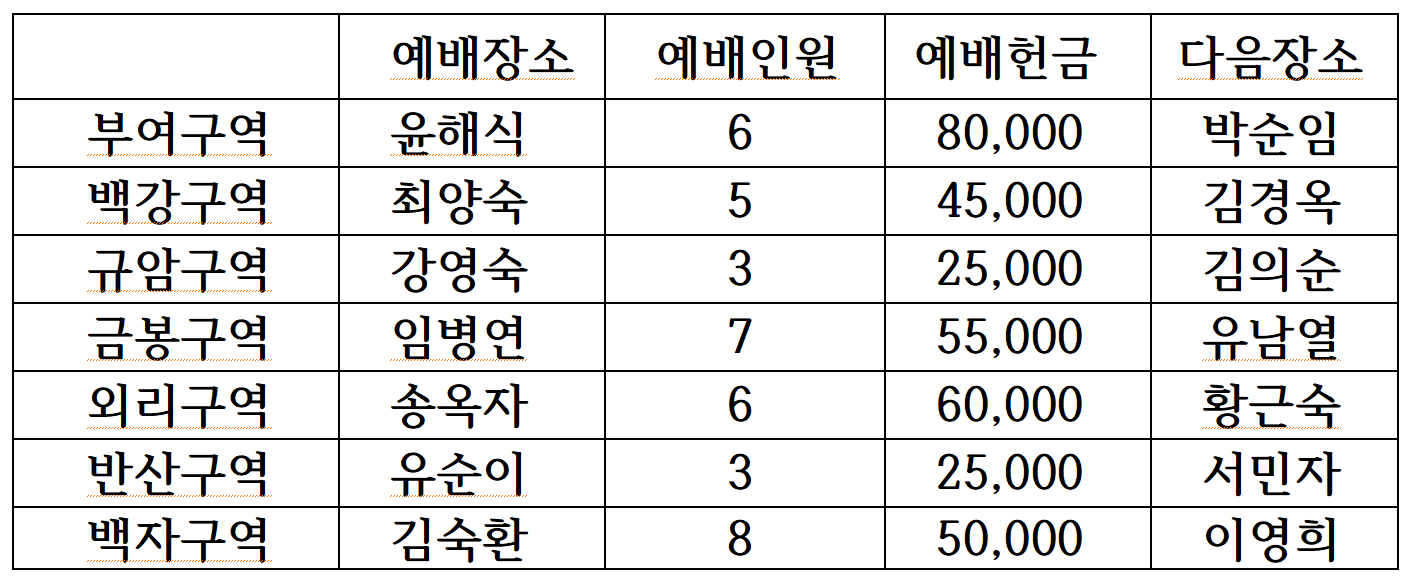 예배장소 예배인원 예배헌금 다음장소
부여구역 윤해식 6 80,000 박순임
백강구역 최양숙 5 45,000 김경옥
규암구역 강영숙 3 25,000 김의순
금봉구역 임병연 7 55,000 유남열
외리구역 송옥자 6 60,000 황근숙
반산구역 유순이 3 25,000 서민자
백자구역 김숙환 8 50,000 이영희